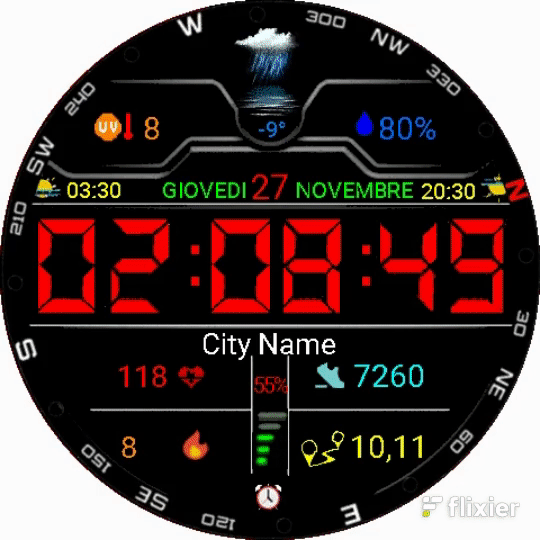 W 300 NW 330
240
UV 8 -9° 80%
SW
03:30 GIOVEDI 27 NOVEMBRE 20:30 N
210
02:08:49
30
City Name
S
118 55% 7260
NE
8 10,11
60
150
SE 120 E
flixier